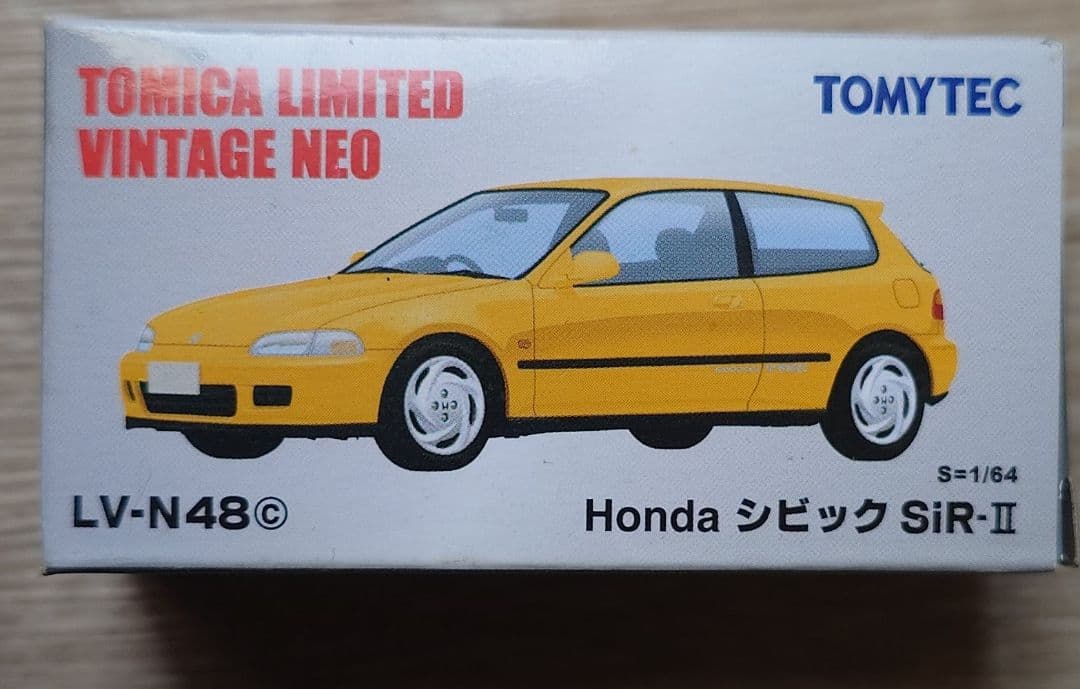 TOMICA LIMITED
VINTAGE NEO
TOMYTEC
S=1/64
LV-N48©
Honda シビック SiR-II